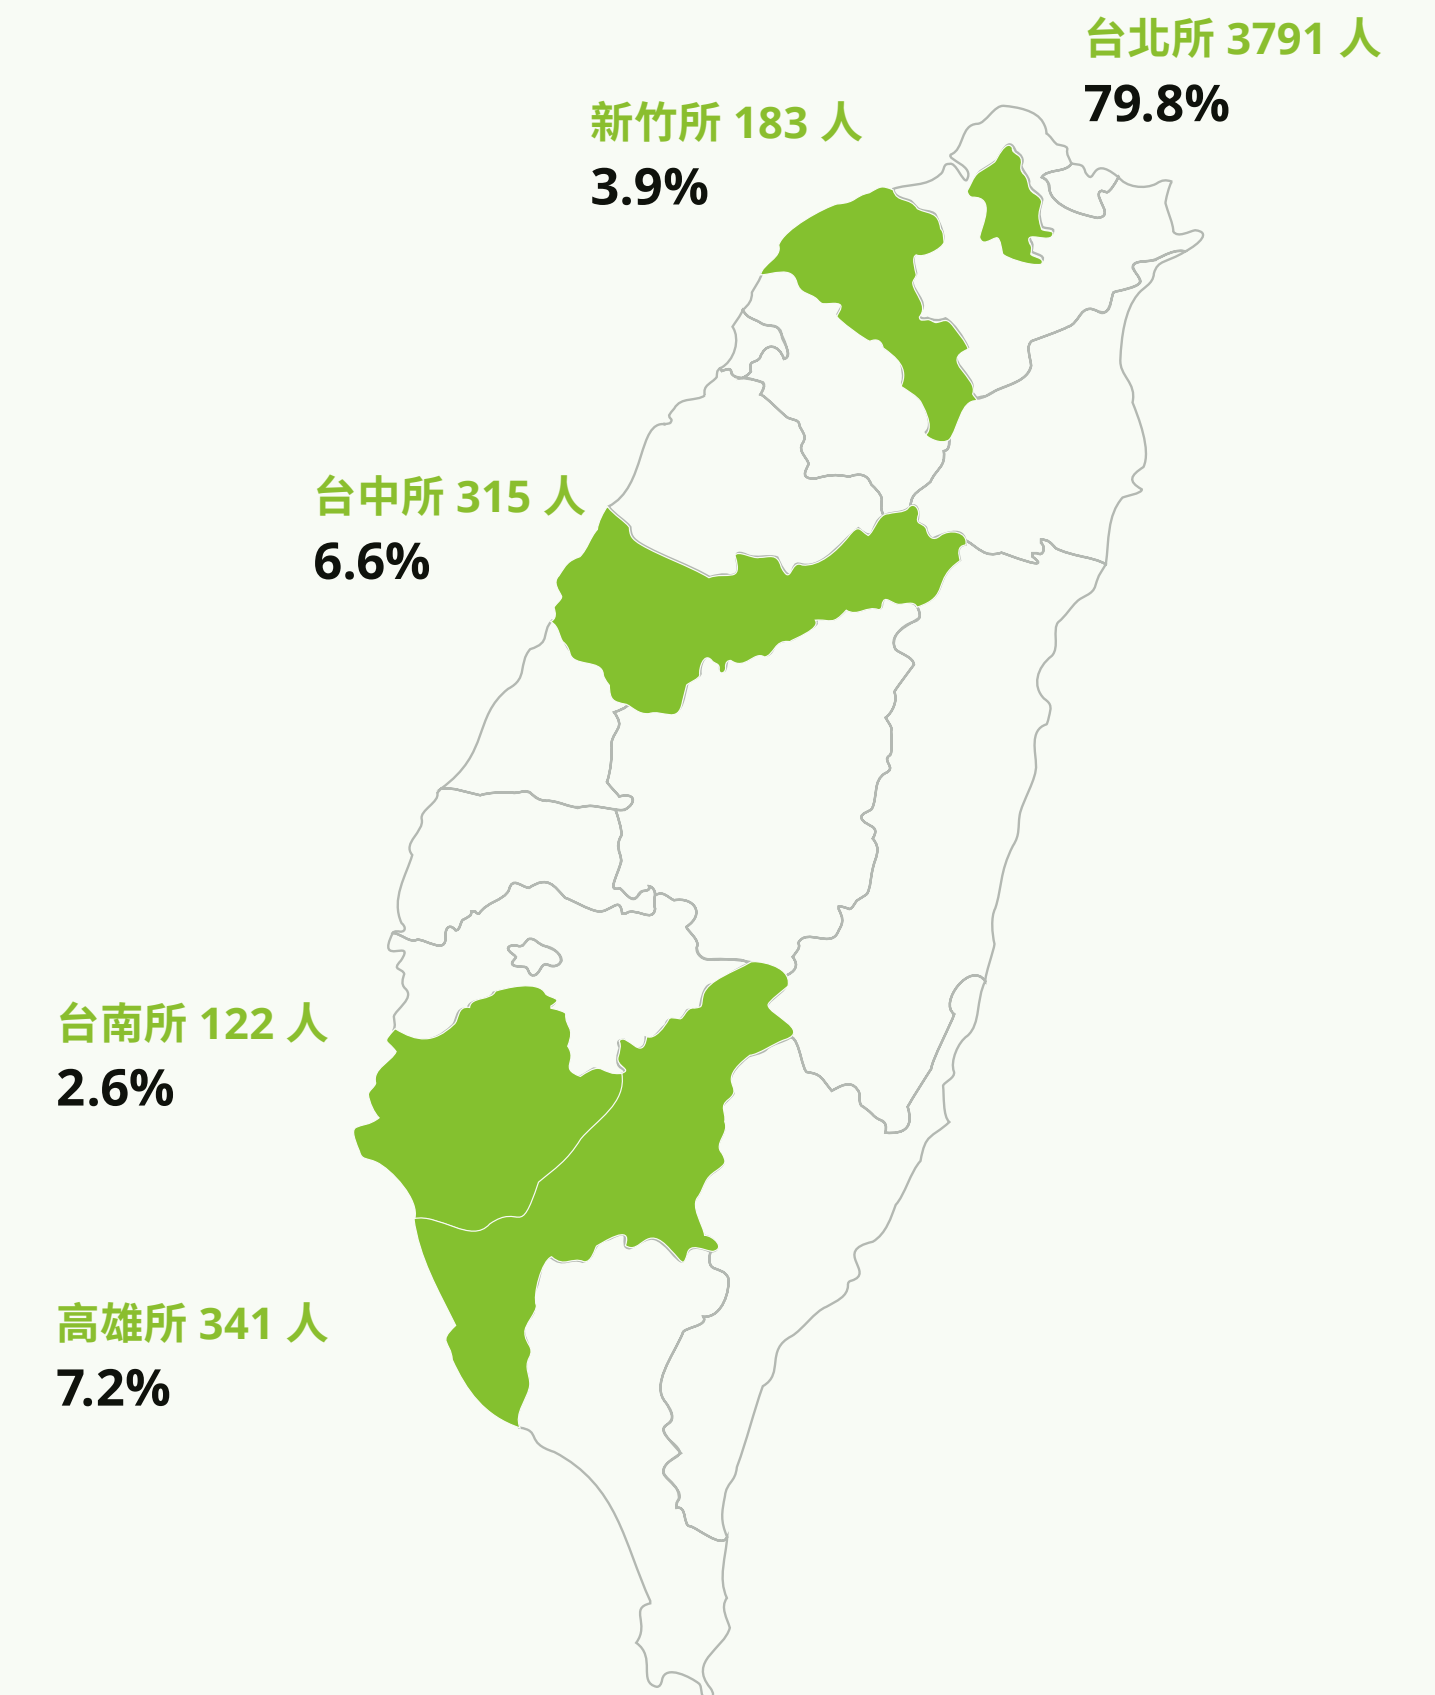 台北所 3791 人
79.8%
新竹所 183 人
3.9%
台中所 315 人
6.6%
台南所 122 人
2.6%
高雄所 341 人
7.2%